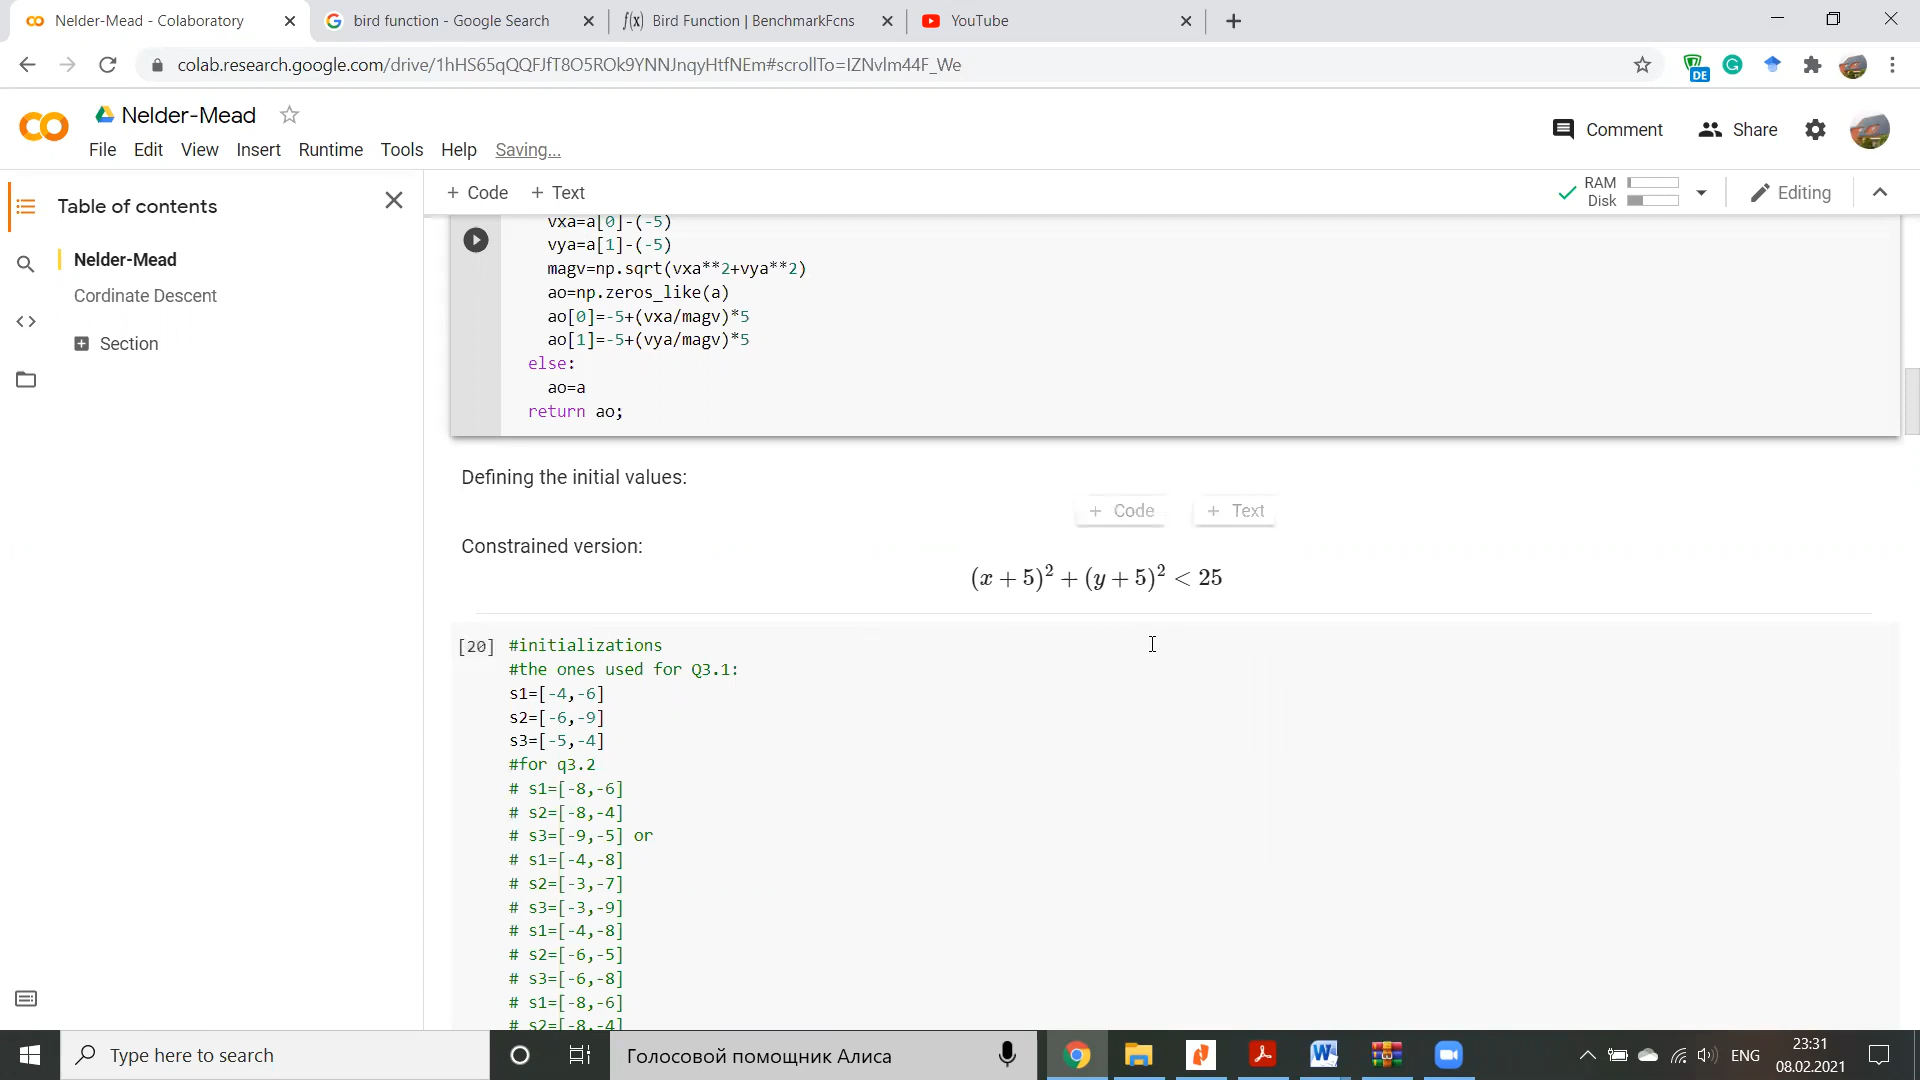 Nelder-Mead - Colaboratory
bird function - Google Search
f(x) Bird Function | BenchmarkFcns
YouTube
colab.research.google.com/drive/1hHS65qQQFJfT8O5ROk9YNNJnqyHtfNEm#scrollTo=IZNvlm44F_We
DE
Nelder-Mead
Comment
Share
File Edit View Insert Runtime Tools Help Saving...
Table of contents
Nelder-Mead
Cordinate Descent
Section
+ Code + Text
RAM
Disk
Editing
vxa=a[0]-(-5)
vya=a[1]-(-5)
magv=np.sqrt(vxa**2+vya**2)
ao=np.zeros_like(a)
ao[0]=-5+(vxa/magv)*5
ao[1]=-5+(vya/magv)*5
else:
ao=a
return ao;
Defining the initial values:
+ Code + Text
Constrained version:
(x + 5)² + (y + 5)² < 25
[20] #initializations
#the ones used for Q3.1:
s1=[-4,-6]
s2=[-6,-9]
s3=[-5,-4]
#for q3.2
# s1=[-8,-6]
# s2=[-8,-4]
# s3=[-9,-5] or
# s1=[-4,-8]
# s2=[-3,-7]
# s3=[-3,-9]
# s1=[-4,-8]
# s2=[-6,-5]
# s3=[-6,-8]
# s1=[-8,-6]
# s2=[-8,-4]
Type here to search
Голосовой помощник Алиса
ENG
23:31
08.02.2021